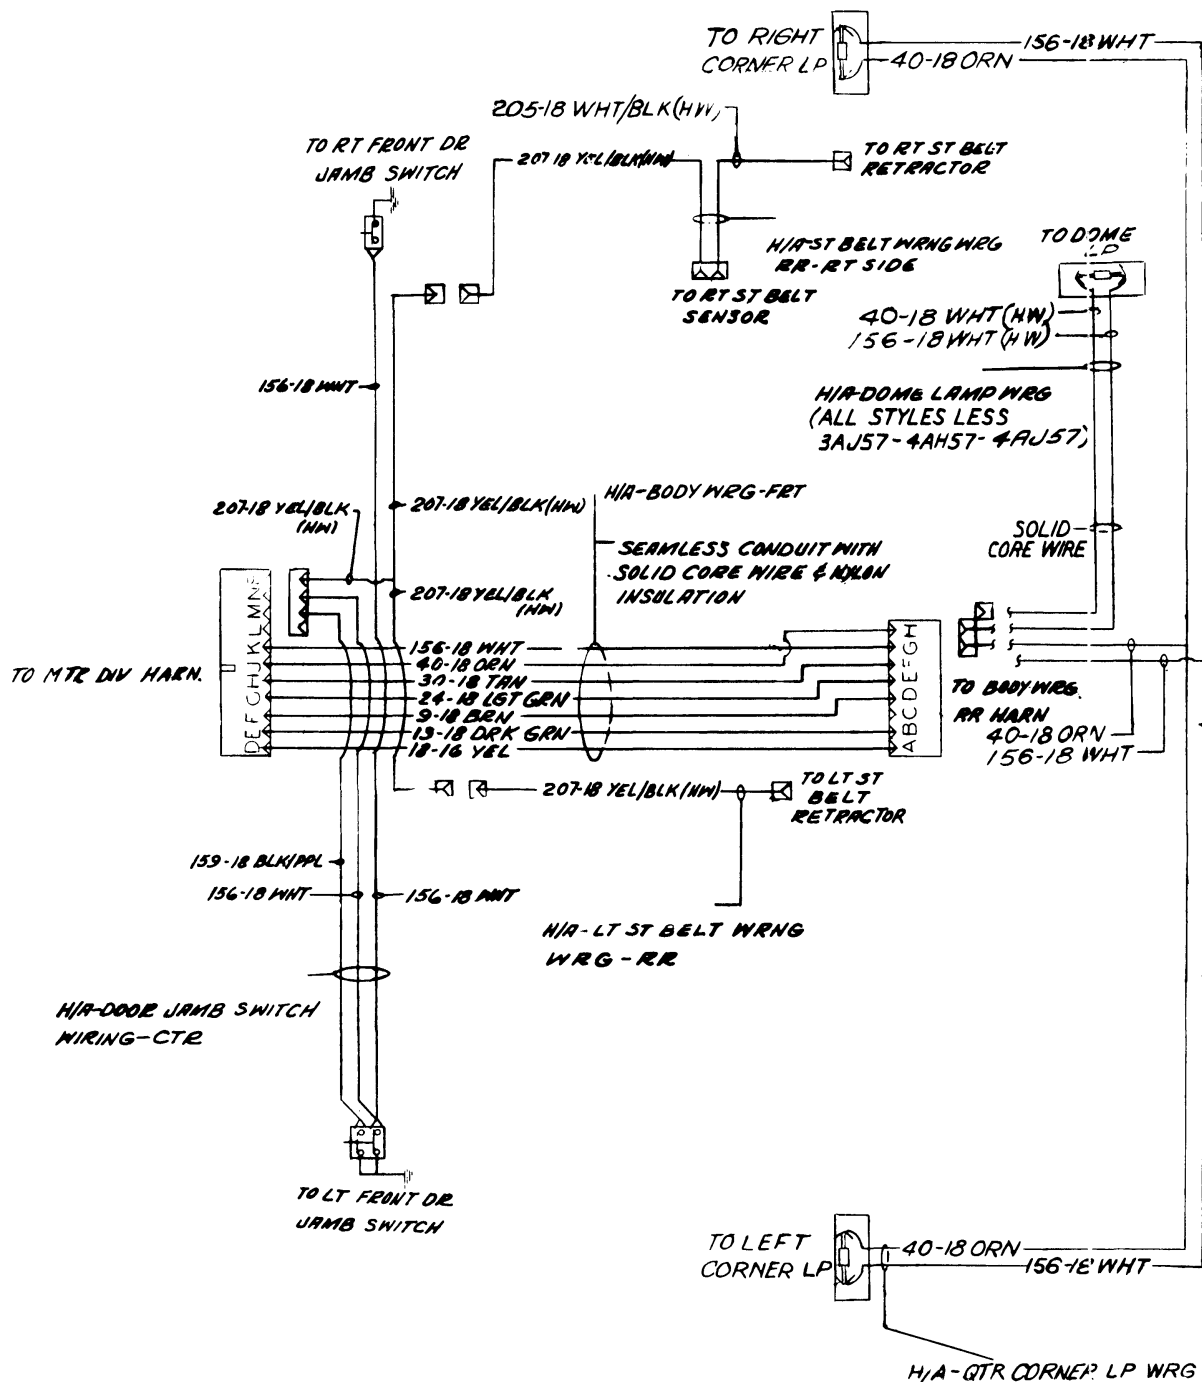 TO RIGHT
CORNER LP
156-18 WHT
40-18 ORN
205-18 WHT/BLK(HW)
TO RT FRONT DR
JAMB SWITCH
207-18 YEL/BLK(HW)
TO RT ST BELT
RETRACTOR
H/A-ST BELT WRNG WRG
RR-RT SIDE
TO DOME
LP
TO RT ST BELT
SENSOR
40-18 WHT (HW)
156-18 WHT (HW)
156-18 WHT
H/A-DOME LAMP WRG
(ALL STYLES LESS
3AJ57-4AH57-4AJ57)
H/A-BODY WRG-FRT
207-18 YEL/BLK
(HW)
207-18 YEL/BLK(HW)
SOLID
CORE WIRE
SEAMLESS CONDUIT WITH
SOLID CORE WIRE & NYLON
INSULATION
207-18 YEL/BLK
(HW)
DEF GHJKLMNP
ABCDEFGH
156-18 WHT
40-18 ORN
30-18 TAN
24-18 LGT GRN
9-18 BRN
13-18 DRK GRN
18-16 YEL
TO MTR DIV HARN.
TO BODY WRG
RR HARN
40-18 ORN
156-18 WHT
207-18 YEL/BLK(HW)
TO LT ST
BELT
RETRACTOR
159-18 BLK/PPL
156-18 WHT
156-18 WHT
H/A-LT ST BELT WRNG
WRG-RR
H/A-DOOR JAMB SWITCH
WIRING-CTR
TO LT FRONT DR
JAMB SWITCH
TO LEFT
CORNER LP
40-18 ORN
156-18 WHT
H/A-QTR CORNER LP WRG